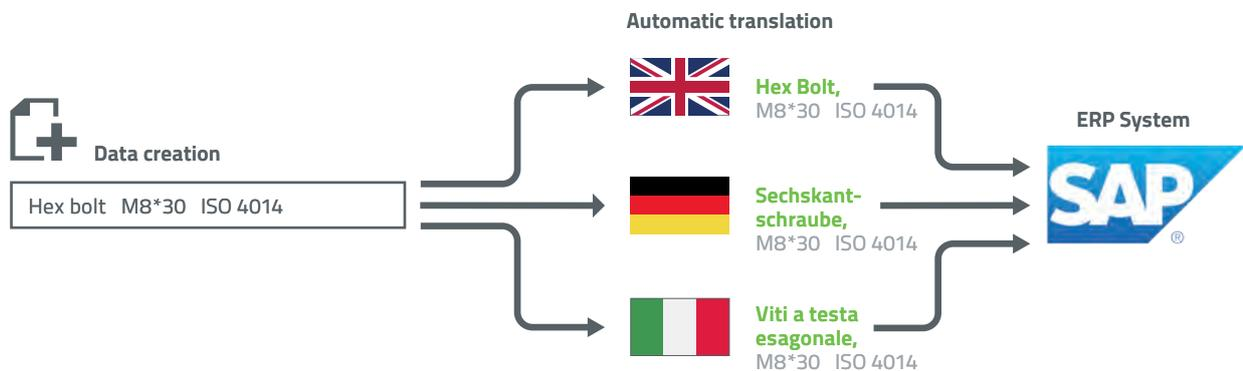 Automatic translation
Data creation
Hex bolt M8*30 ISO 4014
Hex Bolt,
M8*30 ISO 4014
Sechskant-
schraube,
M8*30 ISO 4014
Viti a testa
esagonale,
M8*30 ISO 4014
ERP System
SAP
®